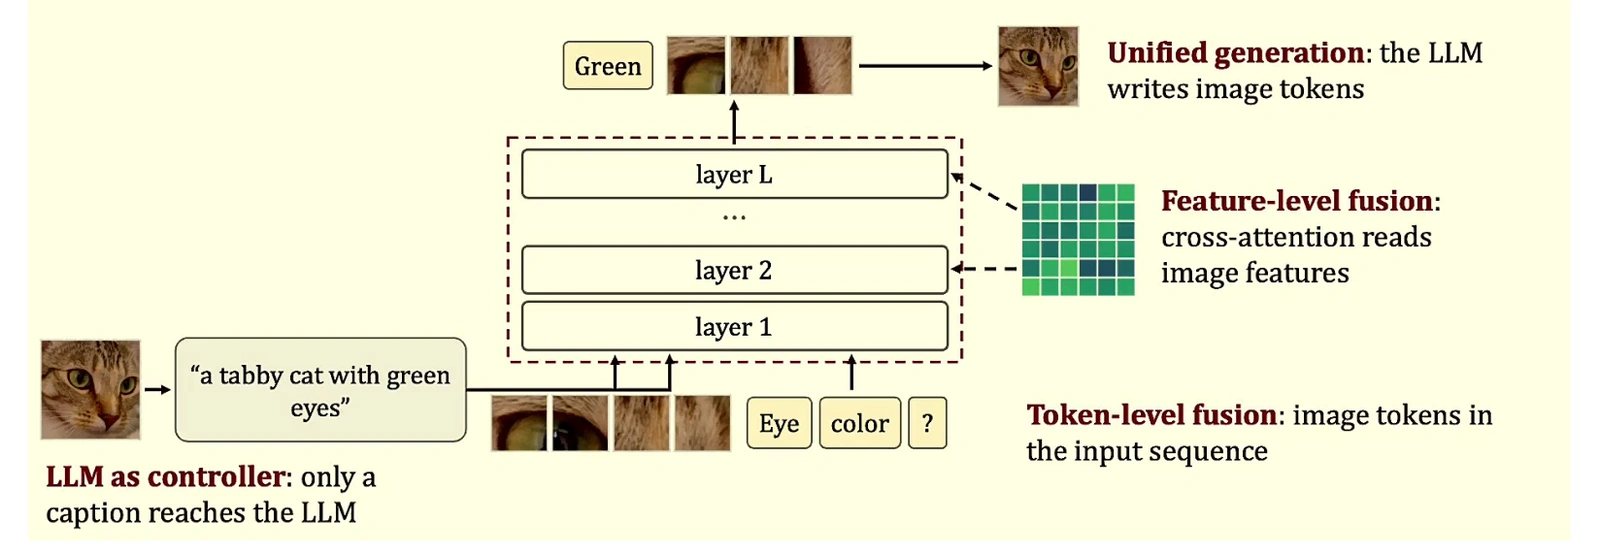 Green
Unified generation: the LLM
writes image tokens
layer L
...
Feature-level fusion:
cross-attention reads
image features
layer 2
layer 1
“a tabby cat with green
eyes”
Eye color ?
Token-level fusion: image tokens in
the input sequence
LLM as controller: only a
caption reaches the LLM